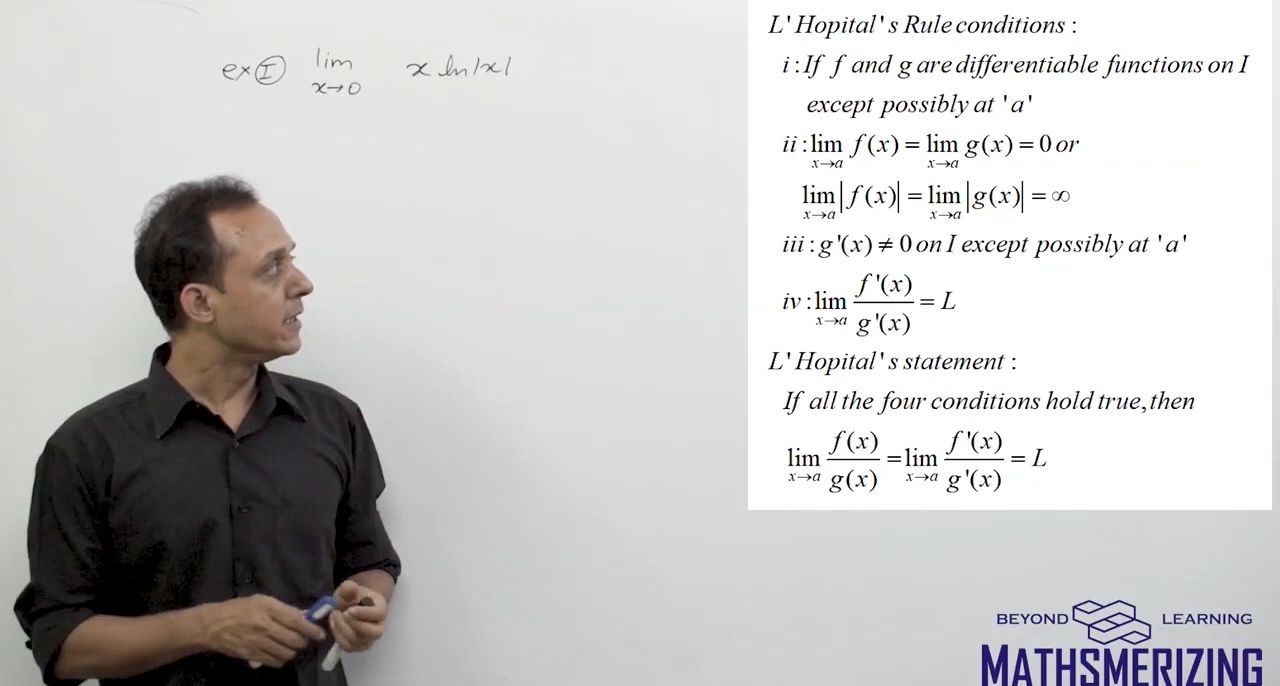 ex Ⓘ lim x→0 x ln|x|
L'Hopital's Rule conditions:
i: If f and g are differentiable functions on I
except possibly at 'a'
ii: lim x→a f(x) = lim x→a g(x) = 0 or
lim x→a |f(x)| = lim x→a |g(x)| = ∞
iii: g'(x) ≠ 0 on I except possibly at 'a'
iv: lim x→a f'(x)/g'(x) = L
L'Hopital's statement:
If all the four conditions hold true, then
lim x→a f(x)/g(x) = lim x→a f'(x)/g'(x) = L
BEYOND LEARNING
MATHSMERIZING